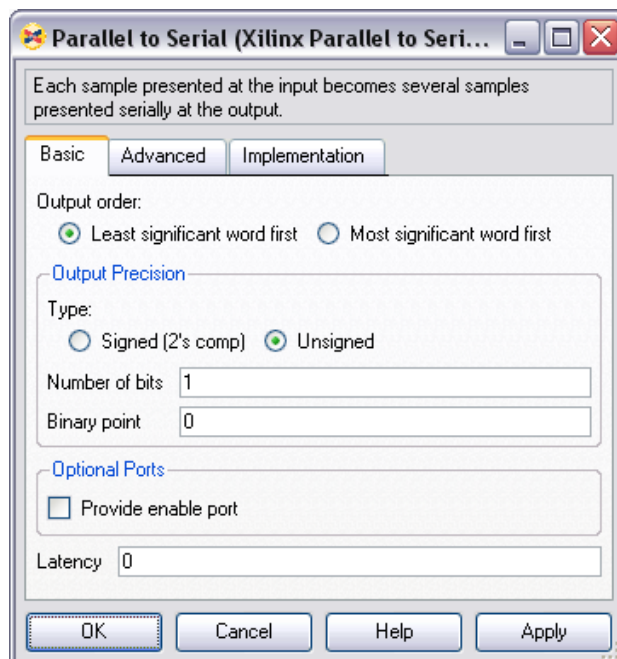 Parallel to Serial (Xilinx Parallel to Seri...
Each sample presented at the input becomes several samples
presented serially at the output.
Basic Advanced Implementation
Output order:
Least significant word first Most significant word first
Output Precision
Type:
Signed (2's comp) Unsigned
Number of bits 1
Binary point 0
Optional Ports
Provide enable port
Latency 0
OK Cancel Help Apply